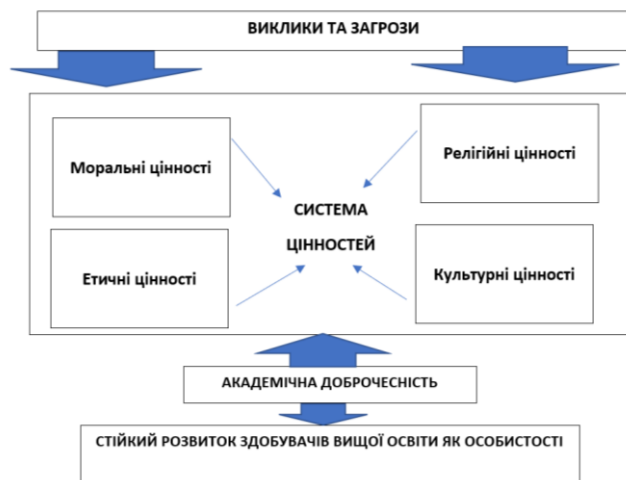 ВИКЛИКИ ТА ЗАГРОЗИ
Моральні цінності
Релігійні цінності
СИСТЕМА
ЦІННОСТЕЙ
Етичні цінності
Культурні цінності
АКАДЕМІЧНА ДОБРОЧЕСНІСТЬ
СТІЙКИЙ РОЗВИТОК ЗДОБУВАЧІВ ВИЩОЇ ОСВІТИ ЯК ОСОБИСТОСТІ